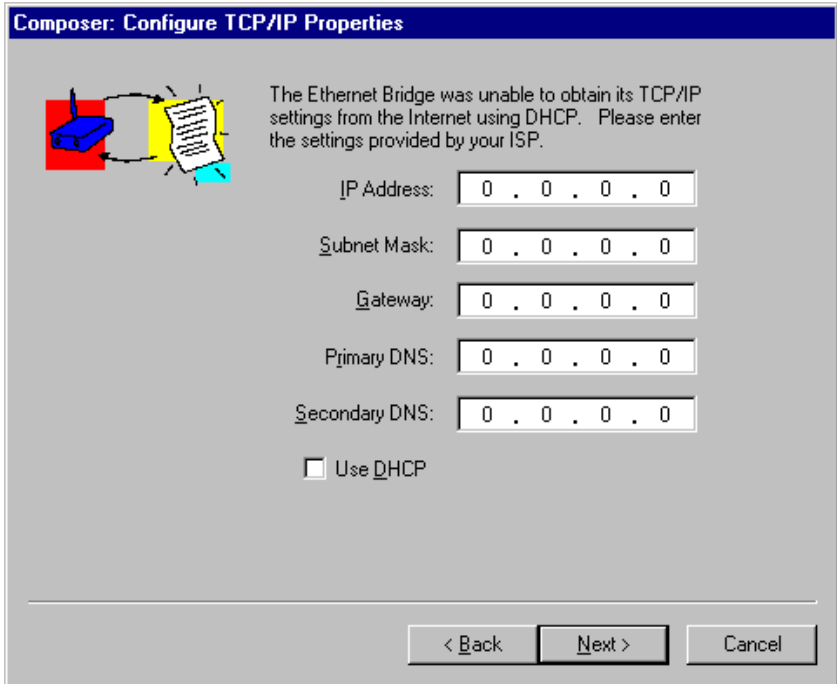 Composer: Configure TCP/IP Properties
The Ethernet Bridge was unable to obtain its TCP/IP
settings from the Internet using DHCP.   Please enter
the settings provided by your ISP.
IP Address: 0 . 0 . 0 . 0
Subnet Mask: 0 . 0 . 0 . 0
Gateway: 0 . 0 . 0 . 0
Primary DNS: 0 . 0 . 0 . 0
Secondary DNS: 0 . 0 . 0 . 0
Use DHCP
< Back Next > Cancel